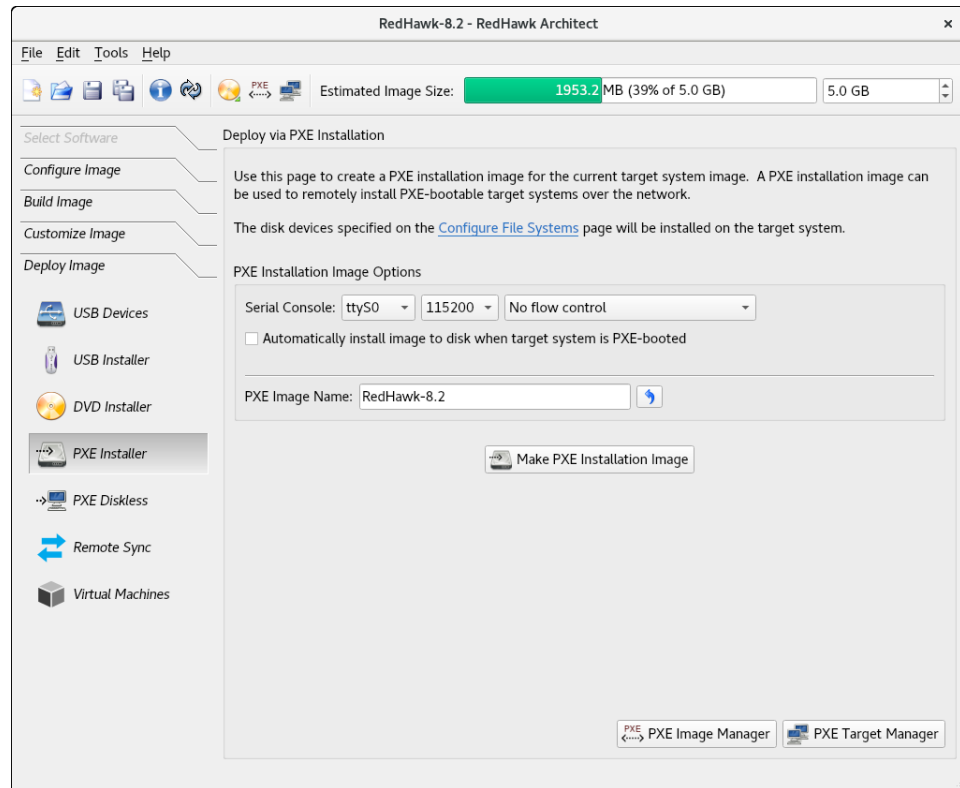 RedHawk-8.2 - RedHawk Architect
File Edit Tools Help
PXE
Estimated Image Size:
1953.2 MB (39% of 5.0 GB)
5.0 GB
Select Software
Configure Image
Build Image
Customize Image
Deploy Image
USB Devices
USB Installer
DVD Installer
PXE Installer
PXE Diskless
Remote Sync
Virtual Machines
Deploy via PXE Installation
Use this page to create a PXE installation image for the current target system image. A PXE installation image can
be used to remotely install PXE-bootable target systems over the network.
The disk devices specified on the Configure File Systems page will be installed on the target system.
PXE Installation Image Options
Serial Console: ttyS0 115200 No flow control
Automatically install image to disk when target system is PXE-booted
PXE Image Name: RedHawk-8.2
Make PXE Installation Image
PXE PXE Image Manager
PXE Target Manager